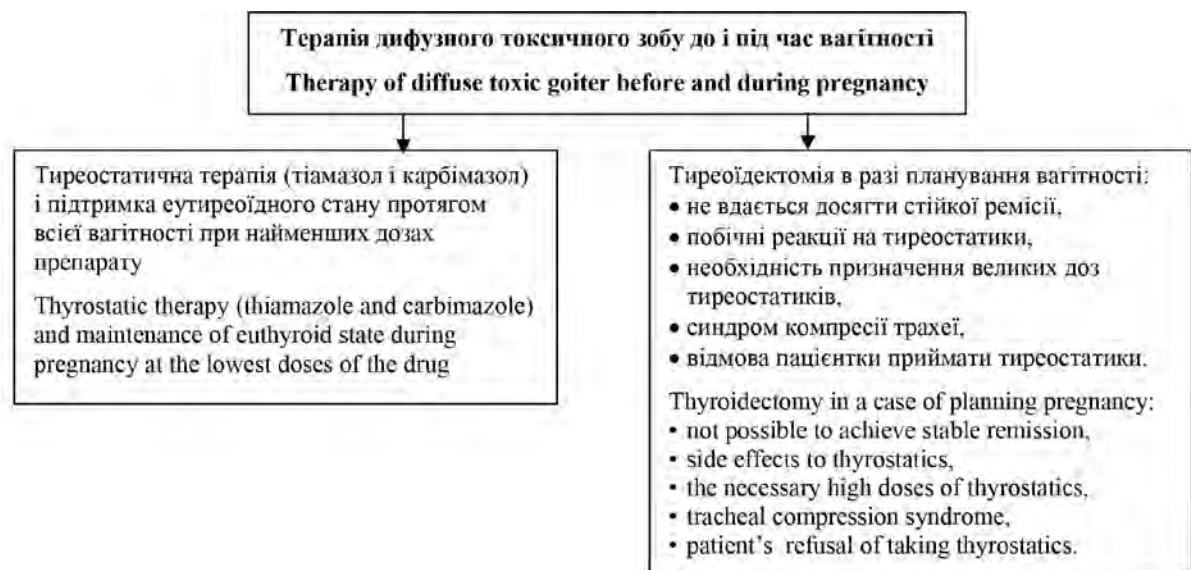 Терапія дифузного токсичного зобу до і під час вагітності
Therapy of diffuse toxic goiter before and during pregnancy
Тиреостатична терапія (тіамазол і карбімазол)
і підтримка еутиреоїдного стану протягом
всієї вагітності при найменших дозах
препарату
Thyrostatic therapy (thiamazole and carbimazole)
and maintenance of euthyroid state during
pregnancy at the lowest doses of the drug
Тиреоїдектомія в разі планування вагітності:
• не вдається досягти стійкої ремісії,
• побічні реакції на тиреостатики,
• необхідність призначення великих доз
тиреостатиків,
• синдром компресії трахеї,
• відмова пацієнтки приймати тиреостатики.
Thyroidectomy in a case of planning pregnancy:
• not possible to achieve stable remission,
• side effects to thyrostatics,
• the necessary high doses of thyrostatics,
• tracheal compression syndrome,
• patient's refusal of taking thyrostatics.